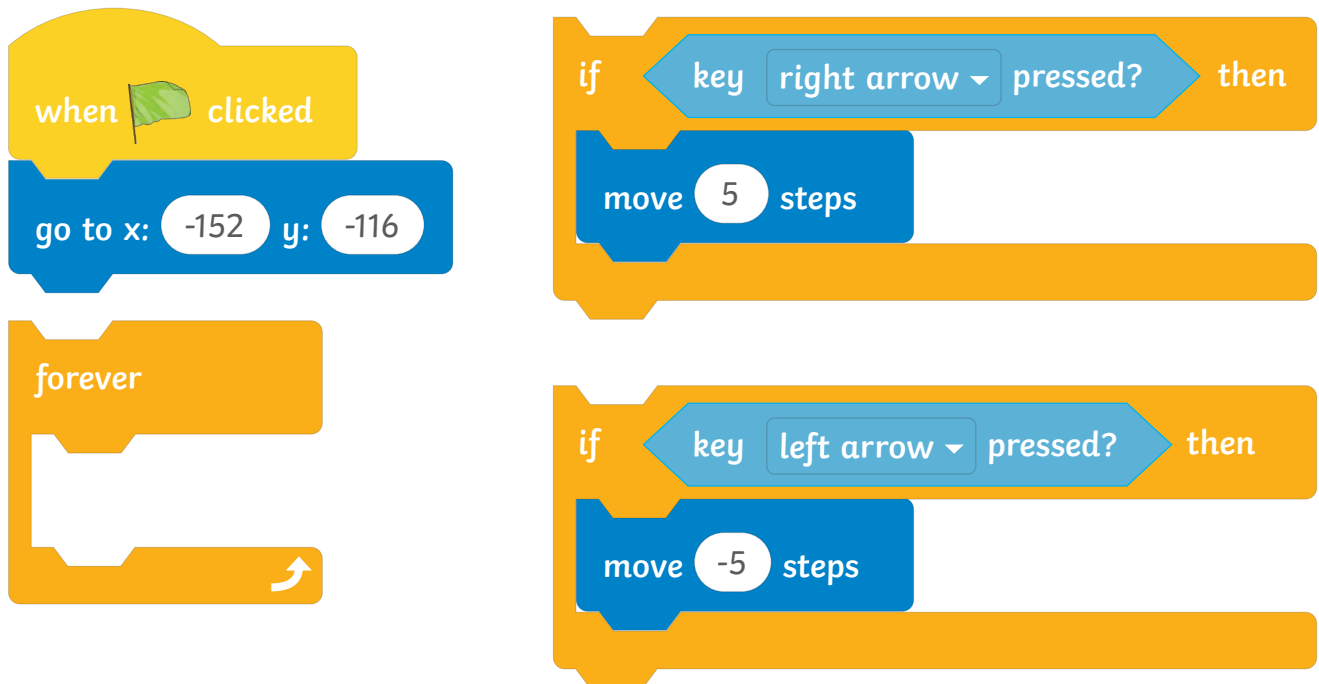 when clicked
go to x: -152 y: -116
forever
if key right arrow pressed? then
move 5 steps
if key left arrow pressed? then
move -5 steps